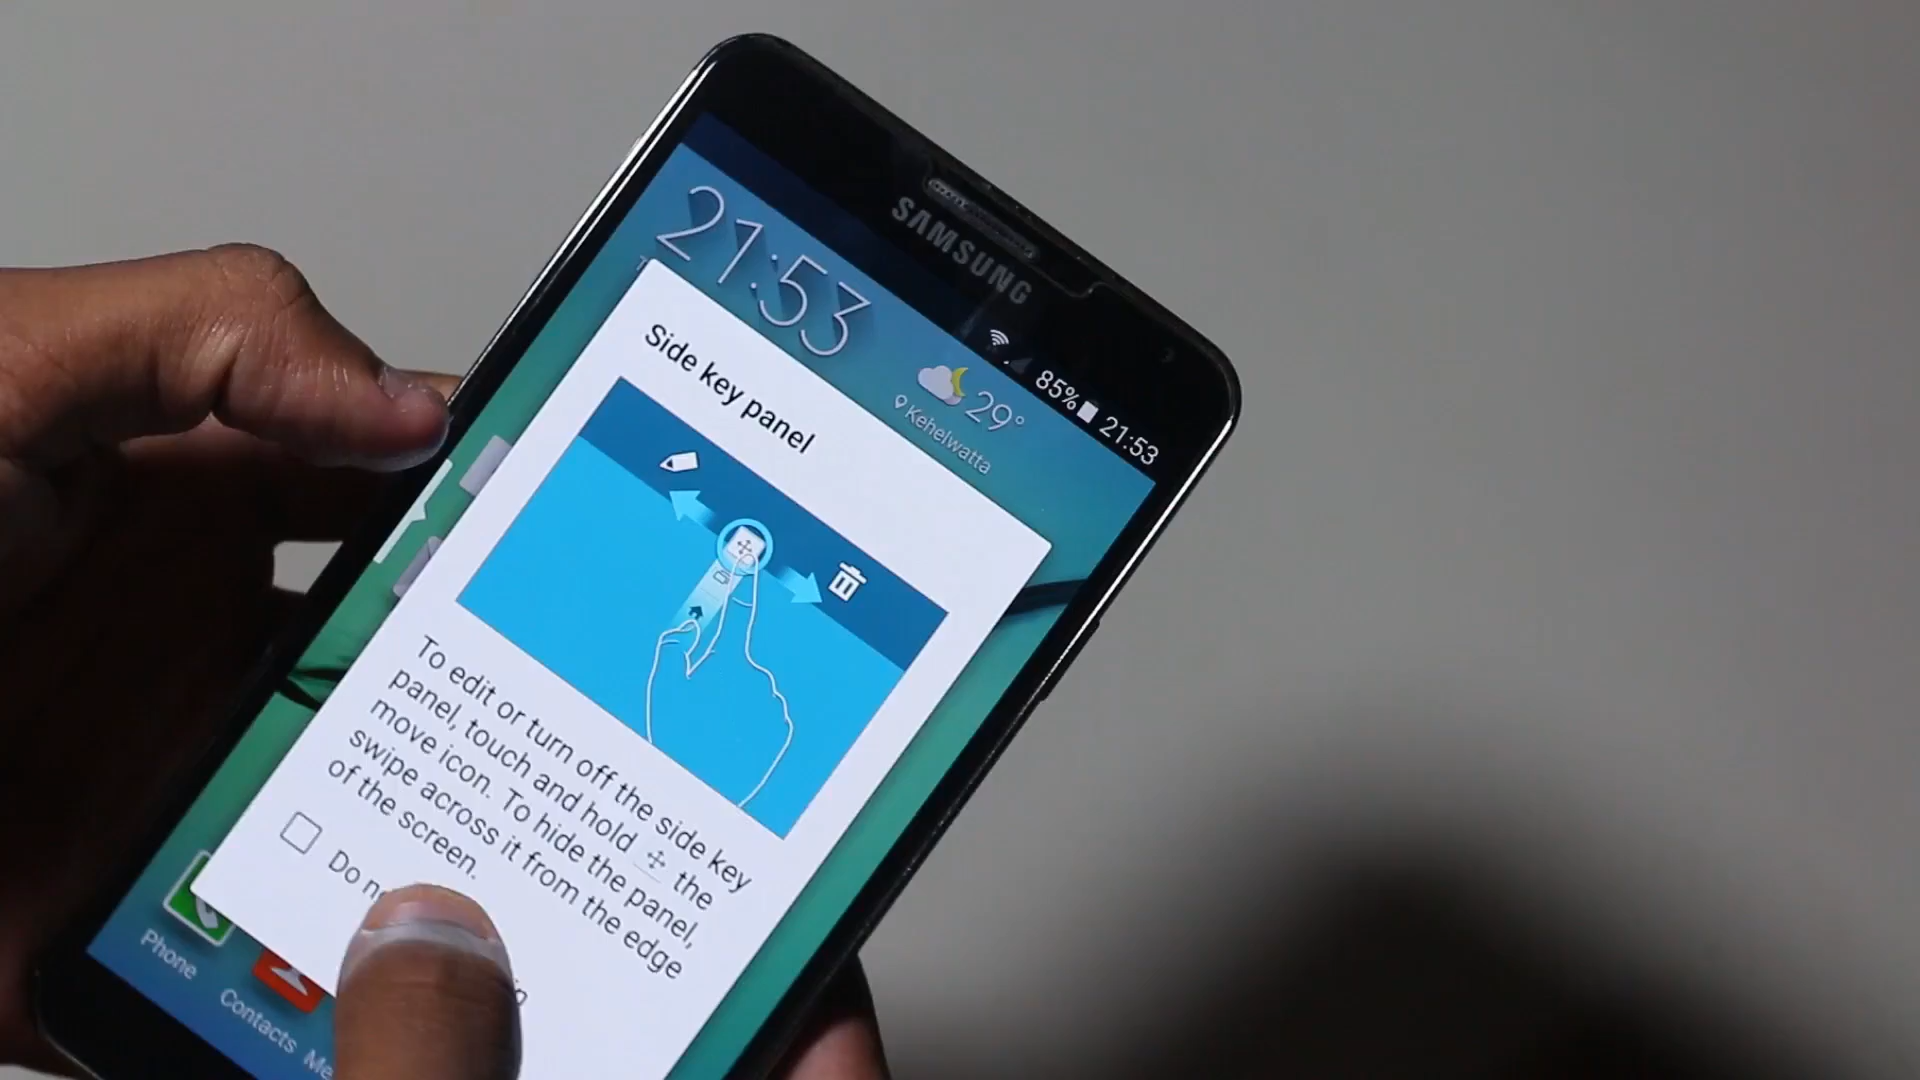 SAMSUNG
85% 21:53
21:53
29°
Kehelwatta
Side key panel
To edit or turn off the side key
panel, touch and hold the
move icon. To hide the panel,
swipe across it from the edge
of the screen.
Do
Phone
Contacts